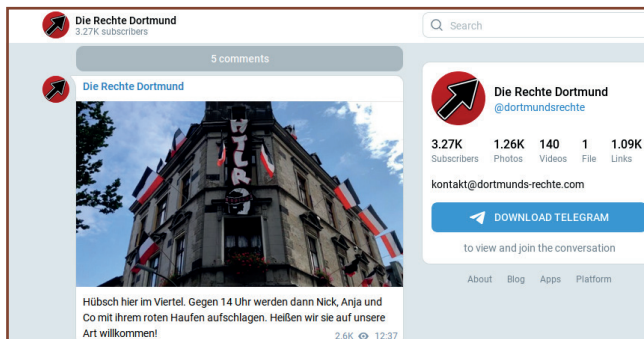 Die Rechte Dortmund
3.27K subscribers
Search
5 comments
Die Rechte Dortmund
HTLR
Hübsch hier im Viertel. Gegen 14 Uhr werden dann Nick, Anja und
Co mit ihrem roten Haufen aufschlagen. Heißen wir sie auf unsere
Art willkommen!
2.6K 12:37
Die Rechte Dortmund
@dortmundsrechte
3.27K 1.26K 140 1 1.09K
Subscribers Photos Videos File Links
kontakt@dortmunds-rechte.com
DOWNLOAD TELEGRAM
to view and join the conversation
About Blog Apps Platform